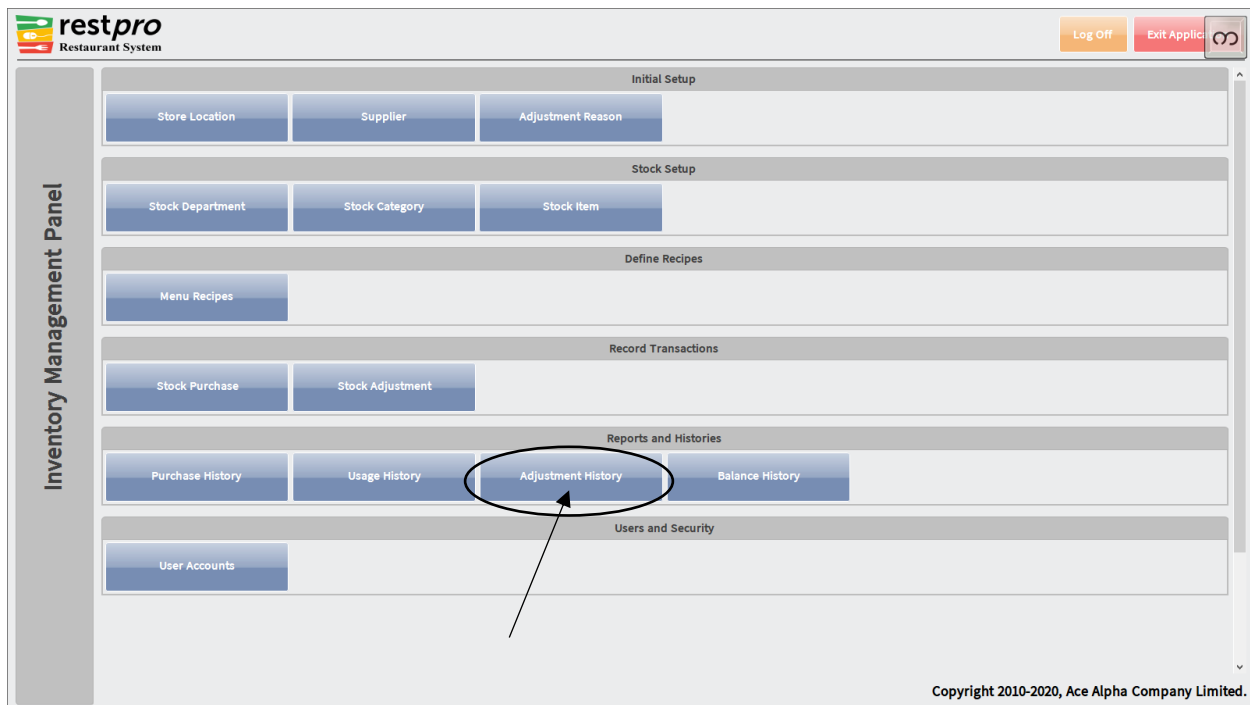 restpro
Restaurant System
Log Off
Exit Applic
Inventory Management Panel
Initial Setup
Store Location
Supplier
Adjustment Reason
Stock Setup
Stock Department
Stock Category
Stock Item
Define Recipes
Menu Recipes
Record Transactions
Stock Purchase
Stock Adjustment
Reports and Histories
Purchase History
Usage History
Adjustment History
Balance History
Users and Security
User Accounts
Copyright 2010-2020, Ace Alpha Company Limited.